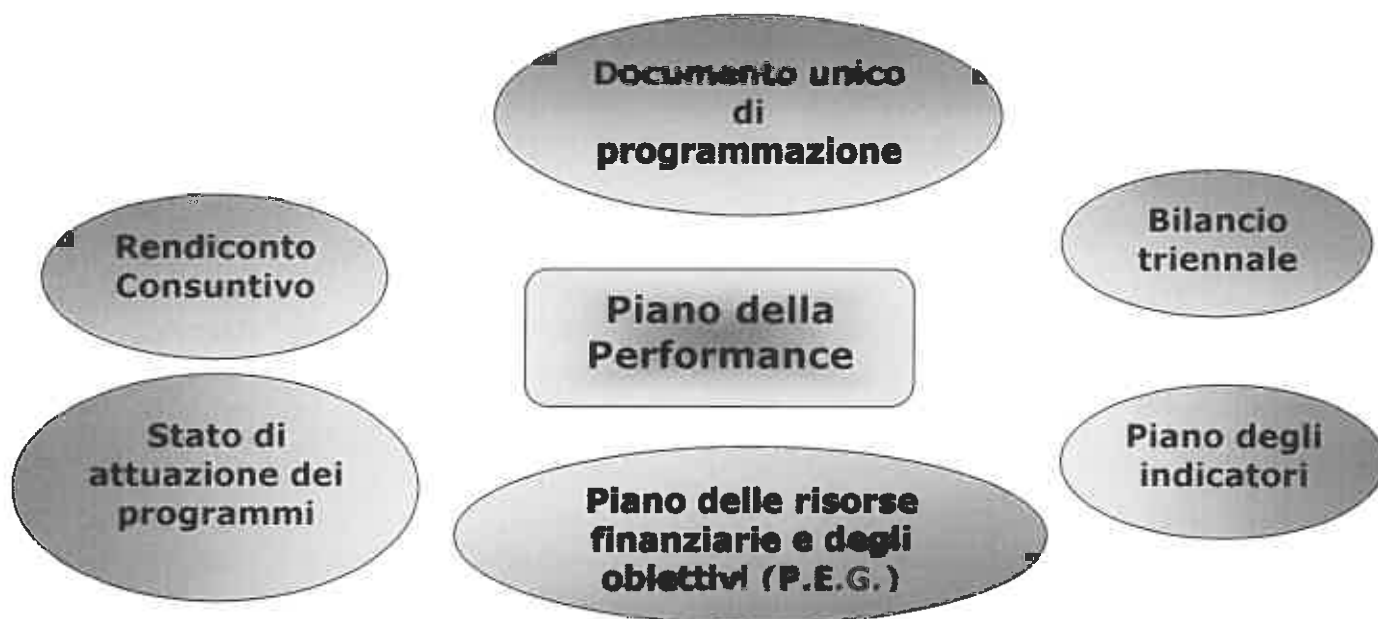 Documento unico
di
programmazione
Rendiconto
Consuntivo
Bilancio
triennale
Piano della
Performance
Stato di
attuazione dei
programmi
Piano degli
indicatori
Piano delle risorse
finanziarie e degli
obiettivi (P.E.G.)